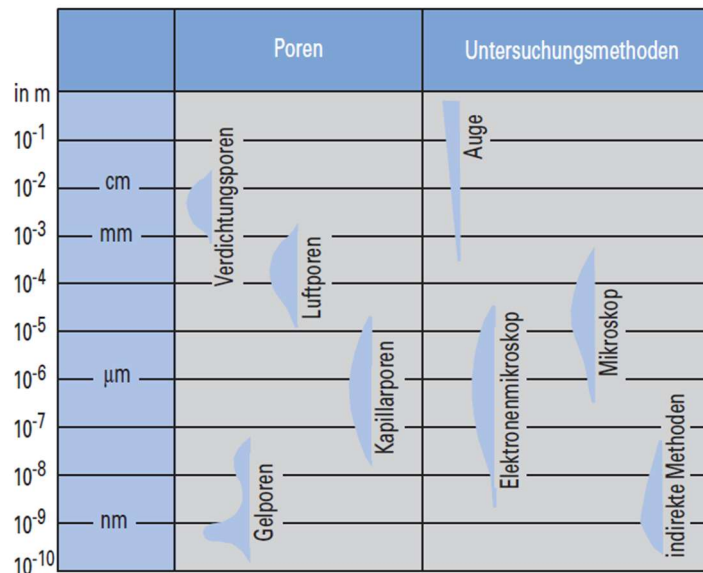 Poren
Untersuchungsmethoden
in m
10⁻¹
10⁻²
cm
10⁻³
mm
10⁻⁴
10⁻⁵
10⁻⁶
µm
10⁻⁷
10⁻⁸
10⁻⁹
nm
10⁻¹⁰
Verdichtungsporen
Luftporen
Kapillarporen
Gelporen
Auge
Mikroskop
Elektronenmikroskop
indirekte Methoden